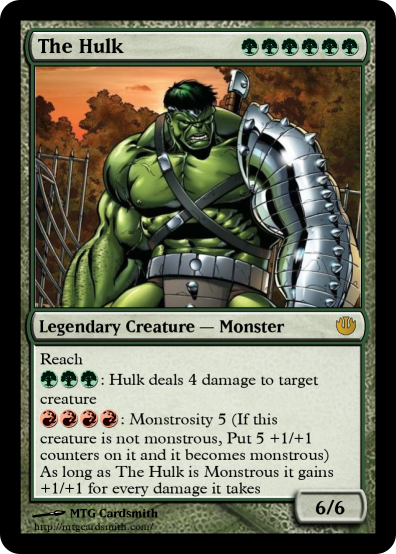 The Hulk
Legendary Creature — Monster
Reach
: Hulk deals 4 damage to target
creature
: Monstrosity 5 (If this
creature is not monstrous, Put 5 +1/+1
counters on it and it becomes monstrous)
As long as The Hulk is Monstrous it gains
+1/+1 for every damage it takes
6/6
MTG Cardsmith
http://mtgcardsmith.com/